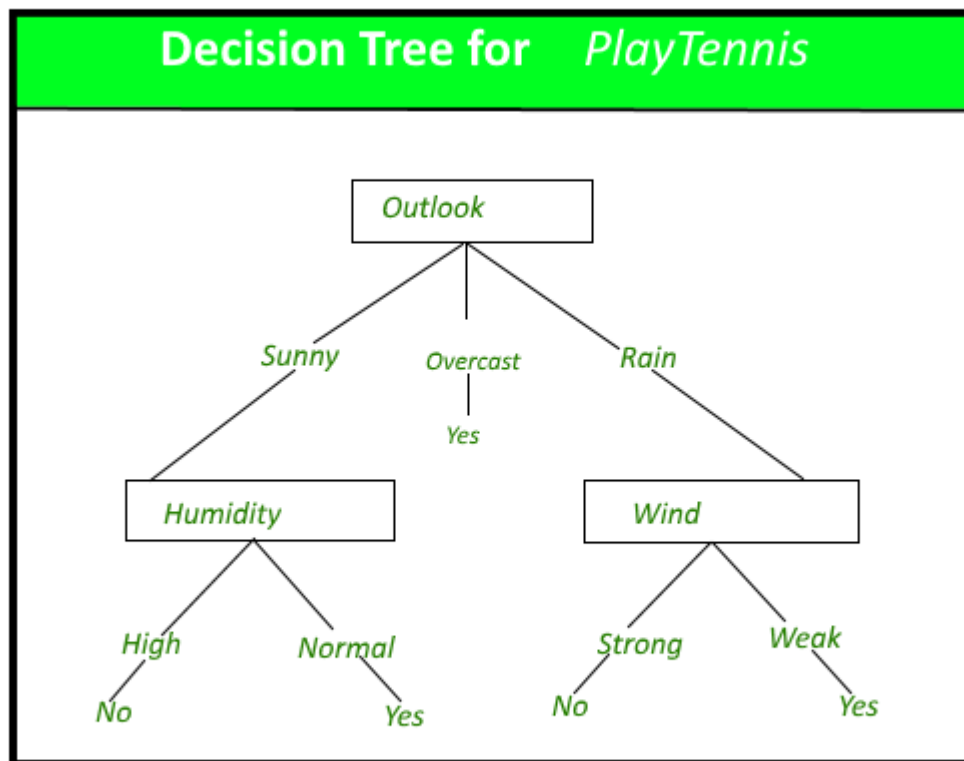 Decision Tree for PlayTennis
Outlook
Sunny Overcast Rain
Yes
Humidity Wind
High Normal Strong Weak
No Yes No Yes